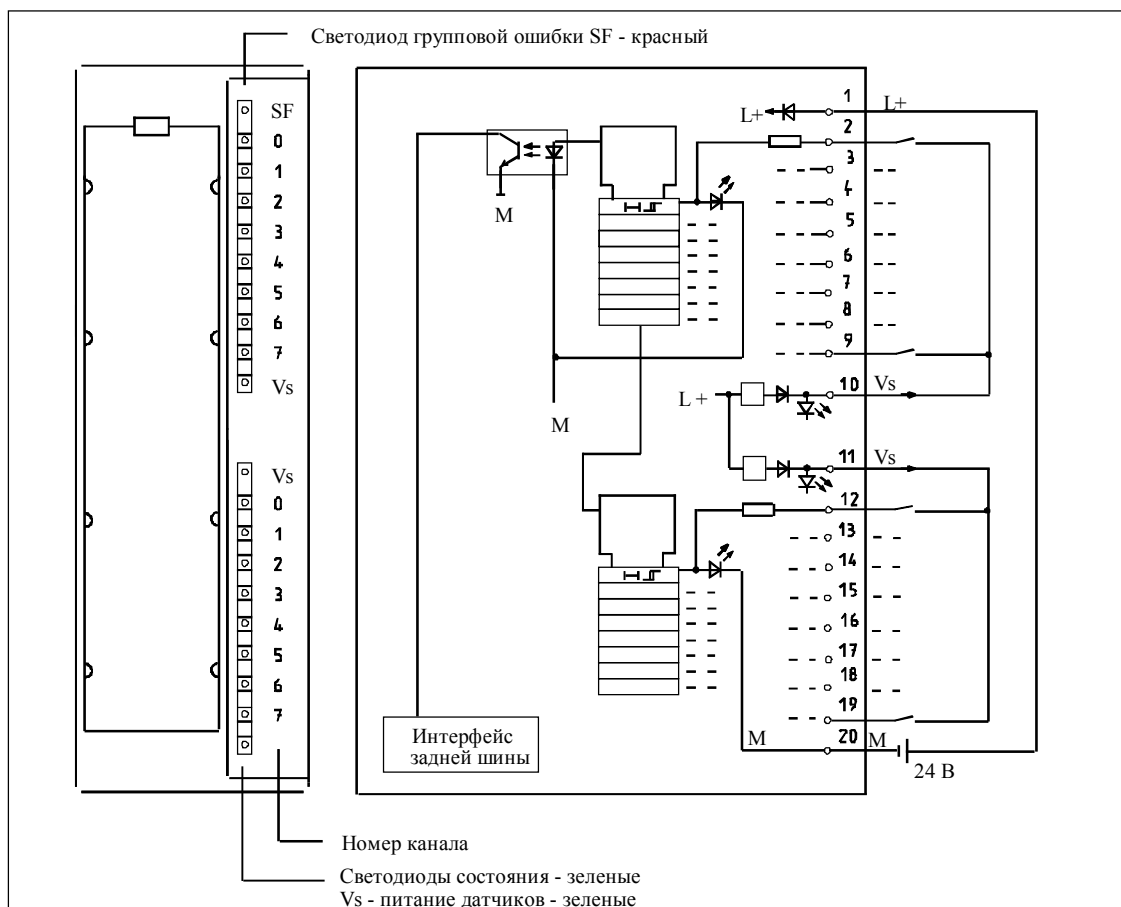 Светодиод групповой ошибки SF - красный
SF
0
1
2
3
4
5
6
7
Vs
Vs
0
1
2
3
4
5
6
7
M
M
L+
1
L+
2
3
4
5
6
7
8
9
L +
10
Vs
11
Vs
12
13
14
15
16
17
18
19
M
20
M
24 В
Интерфейс
задней шины
Номер канала
Светодиоды состояния - зеленые
Vs - питание датчиков - зеленые